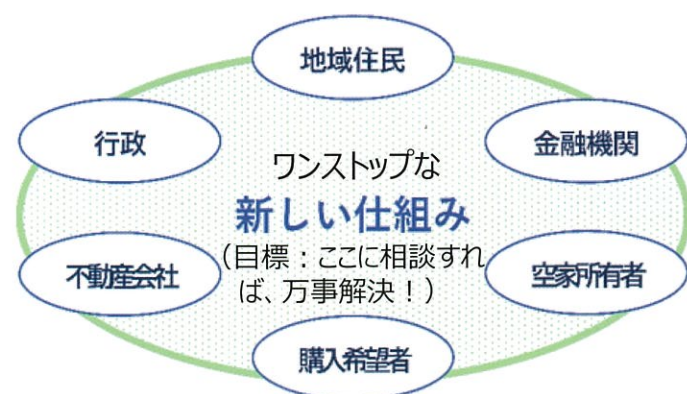 地域住民
行政
金融機関
ワンストップな
新しい仕組み
(目標:ここに相談すれ
ば、万事解決!)
不動産会社
空家所有者
購入希望者